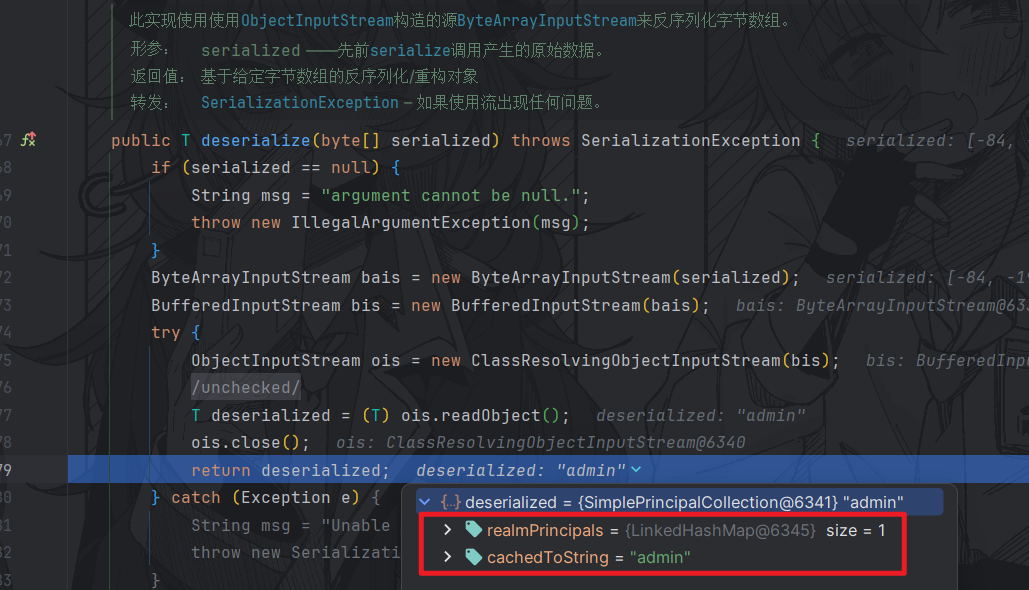 此实现使用使用ObjectInputStream构造的源ByteArrayInputStream来反序列化字节数组。
形参： serialized ——先前serialize调用产生的原始数据。
返回值： 基于给定字节数组的反序列化/重构对象
转发： SerializationException – 如果使用流出现任何问题。
67 public T deserialize(byte[] serialized) throws SerializationException { serialized: [-84,
68 if (serialized == null) {
69 String msg = "argument cannot be null.";
70 throw new IllegalArgumentException(msg);
71 }
72 ByteArrayInputStream bais = new ByteArrayInputStream(serialized); serialized: [-84, -19
73 BufferedInputStream bis = new BufferedInputStream(bais); bais: ByteArrayInputStream@633
74 try {
75 ObjectInputStream ois = new ClassResolvingObjectInputStream(bis); bis: BufferedInpu
76 /unchecked/
77 T deserialized = (T) ois.readObject(); deserialized: "admin"
78 ois.close(); ois: ClassResolvingObjectInputStream@6340
79 return deserialized; deserialized: "admin"
80 } catch (Exception e) {
{..} deserialized = {SimplePrincipalCollection@6341} "admin"
81 String msg = "Unable
realmPrincipals = {LinkedHashMap@6345} size = 1
82 throw new Serializati
cachedToString = "admin"
83 }